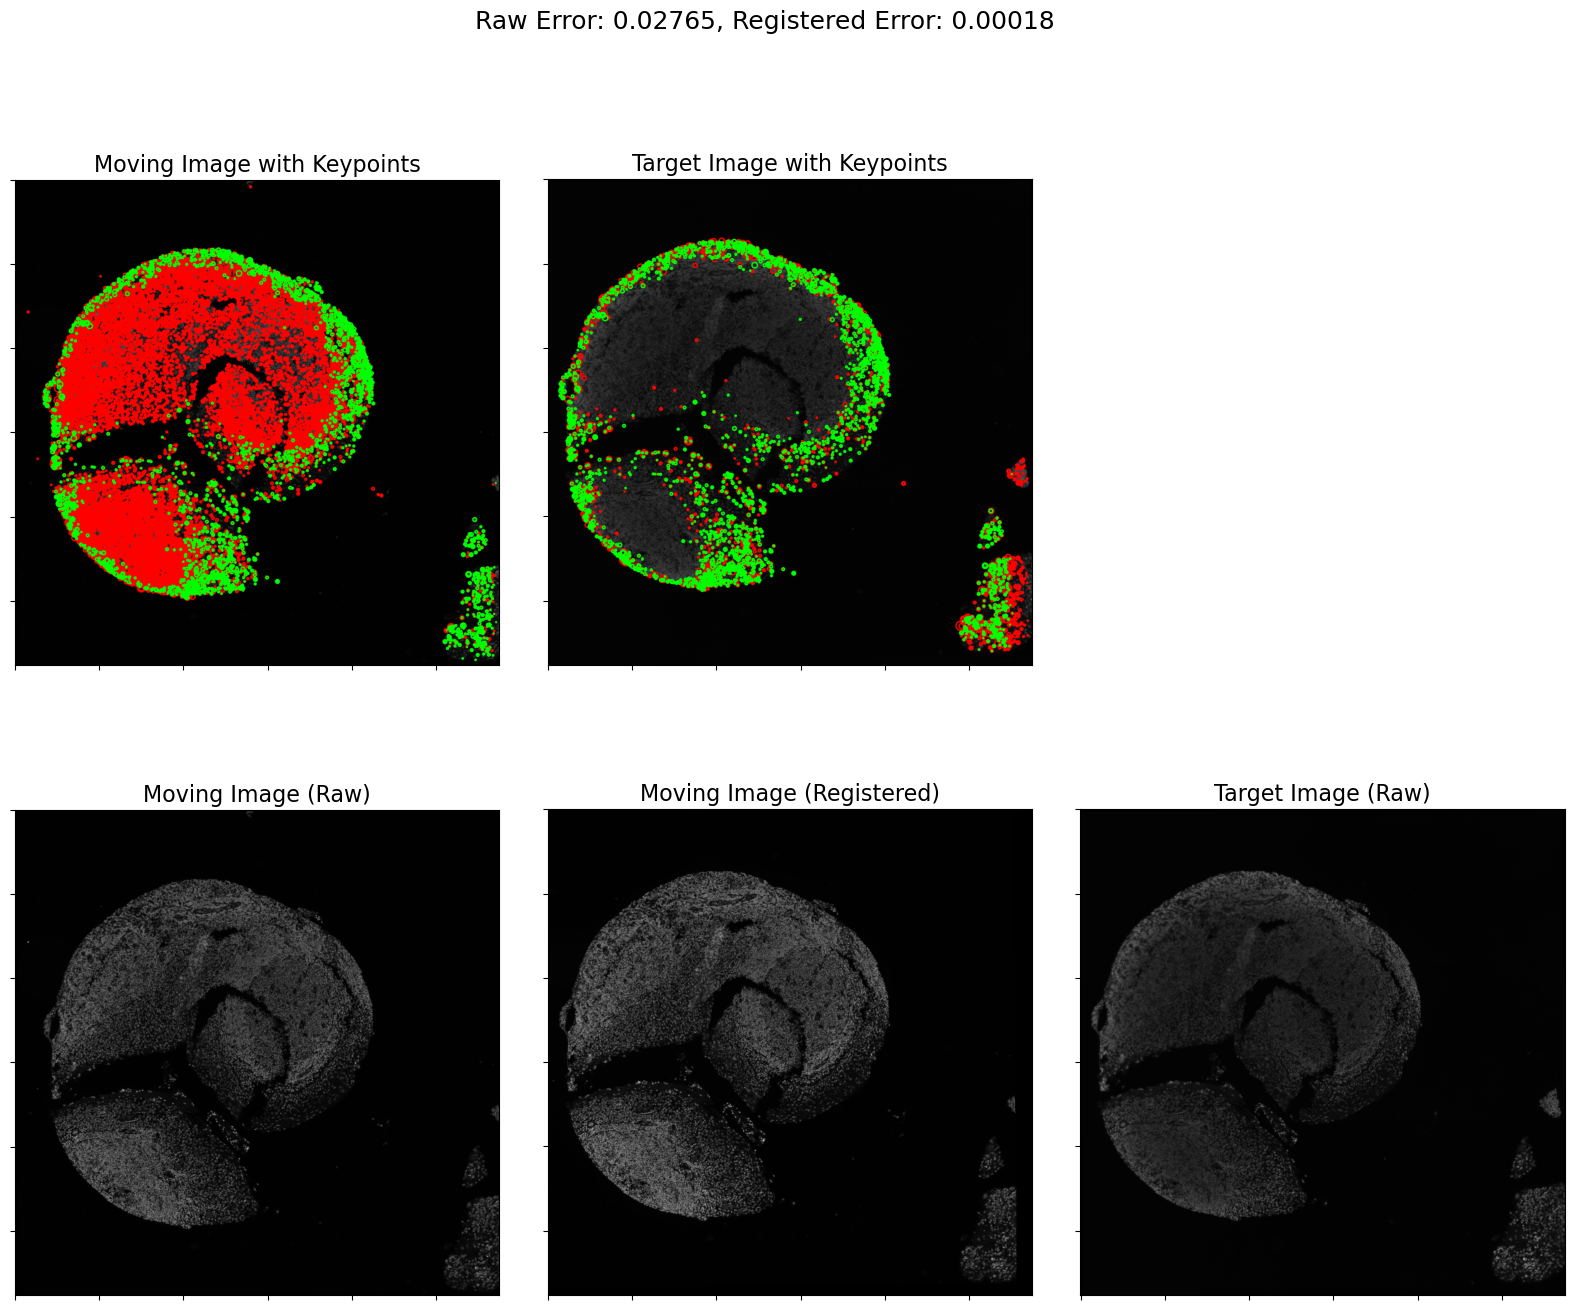 Raw Error: 0.02765, Registered Error: 0.00018
Moving Image with Keypoints
Target Image with Keypoints
Moving Image (Raw)
Moving Image (Registered)
Target Image (Raw)